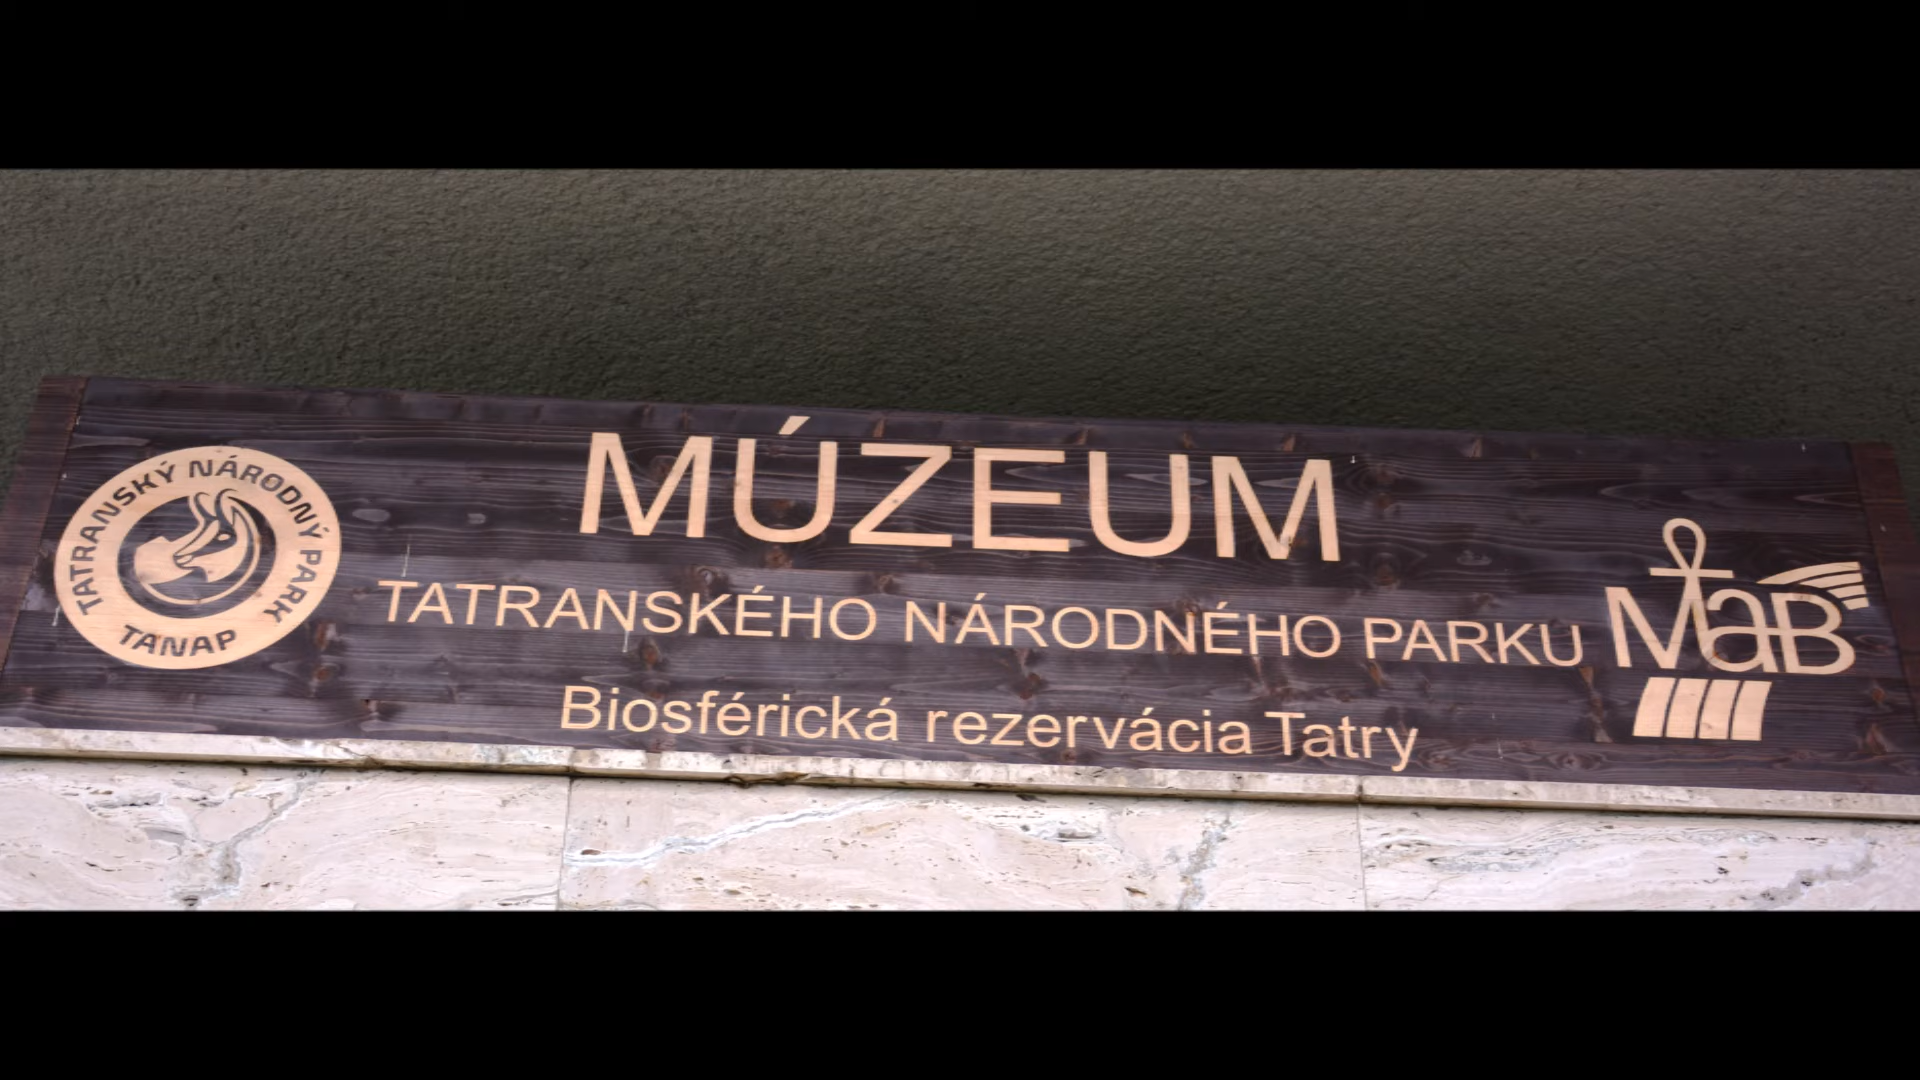 TATRANSKÝ NÁRODNÝ PARK
TANAP
MÚZEUM
TATRANSKÉHO NÁRODNÉHO PARKU
Biosférická rezervácia Tatry
MaB